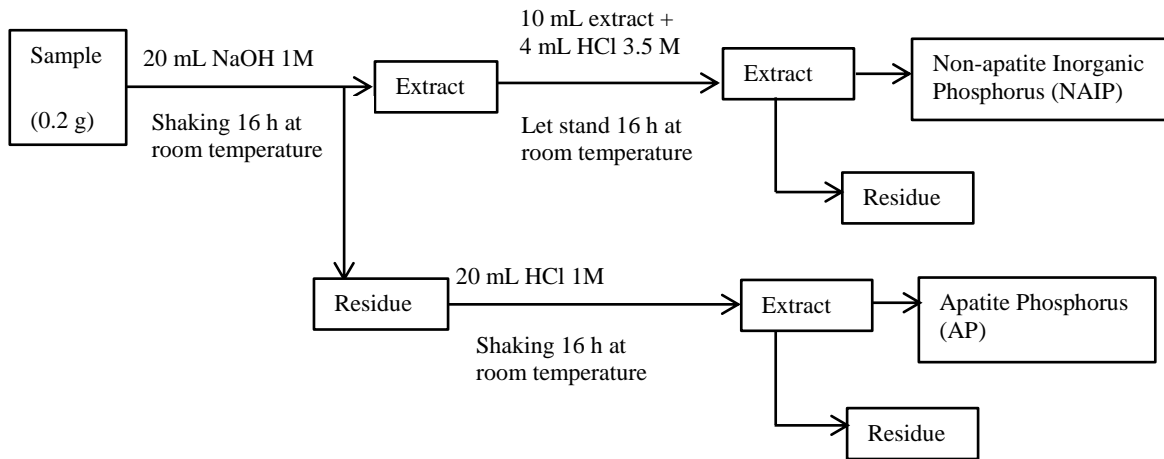 Sample
(0.2 g)
20 mL NaOH 1M
Shaking 16 h at
room temperature
Extract
10 mL extract +
4 mL HCl 3.5 M
Let stand 16 h at
room temperature
Extract
Non-apatite Inorganic
Phosphorus (NAIP)
Residue
Residue
20 mL HCl 1M
Shaking 16 h at
room temperature
Extract
Apatite Phosphorus
(AP)
Residue